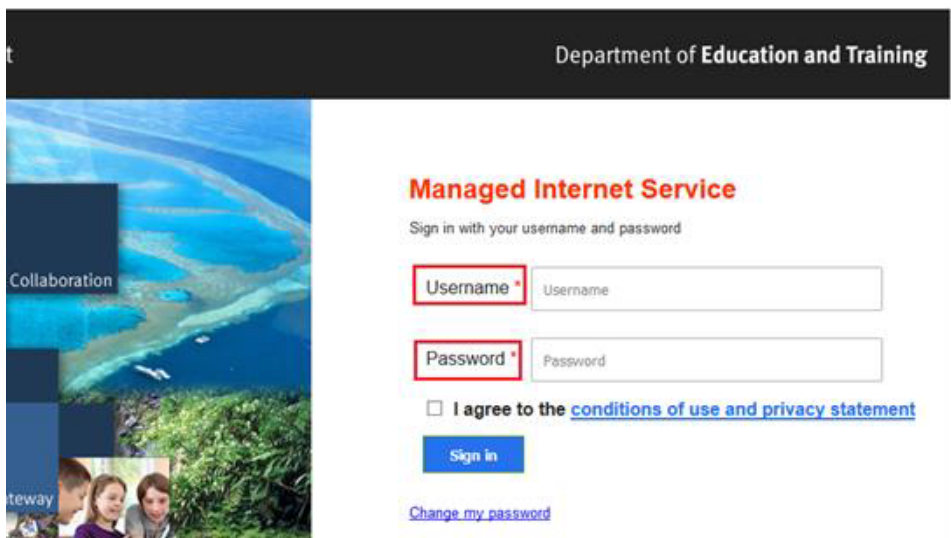 t
Department of Education and Training
Managed Internet Service
Sign in with your username and password
Collaboration
Username * Username
Password * Password
I agree to the conditions of use and privacy statement
Sign in
teway
Change my password